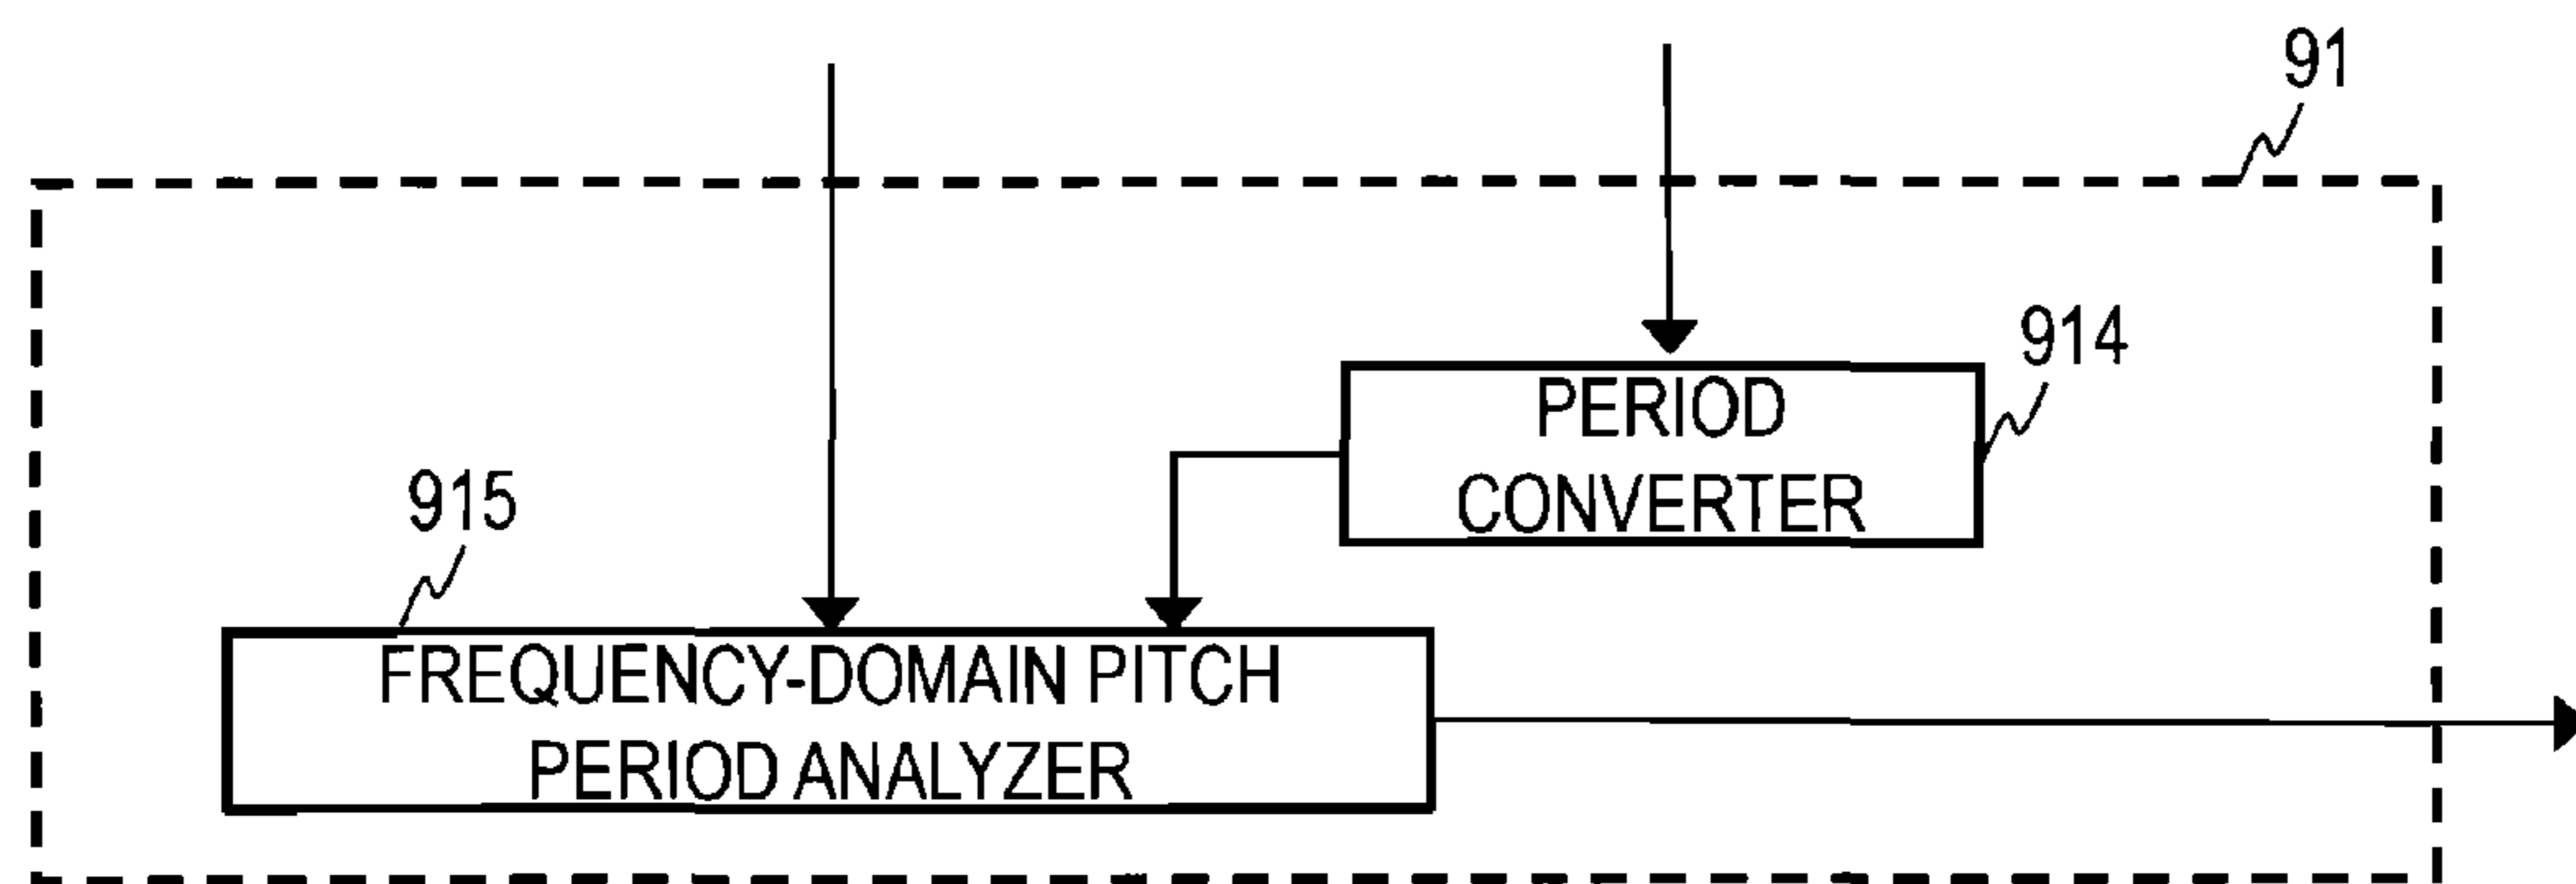 91
914
PERIOD
CONVERTER
915
FREQUENCY-DOMAIN PITCH
PERIOD ANALYZER